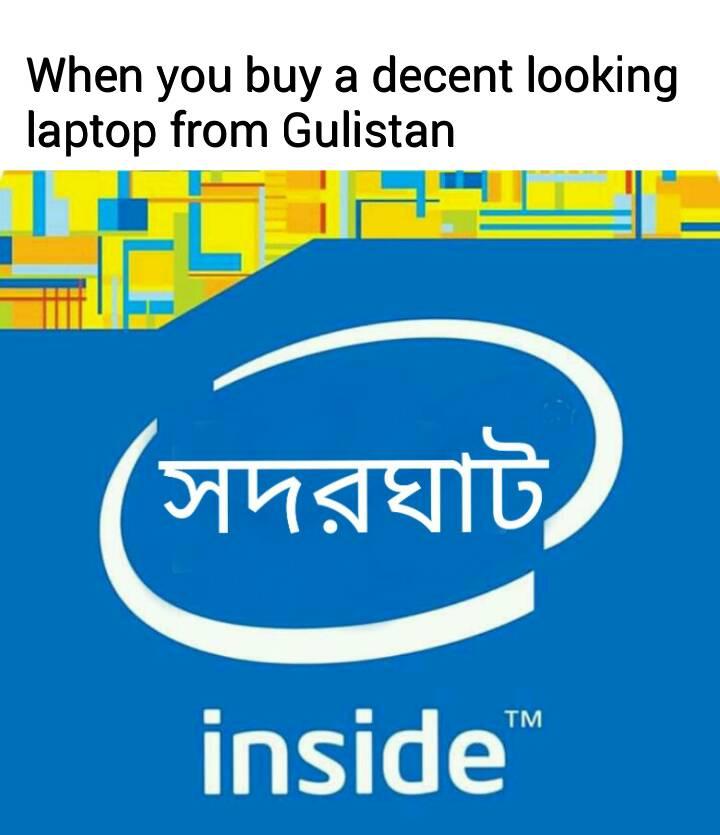 When you buy a decent looking
laptop from Gulistan
সদরঘাট
inside™